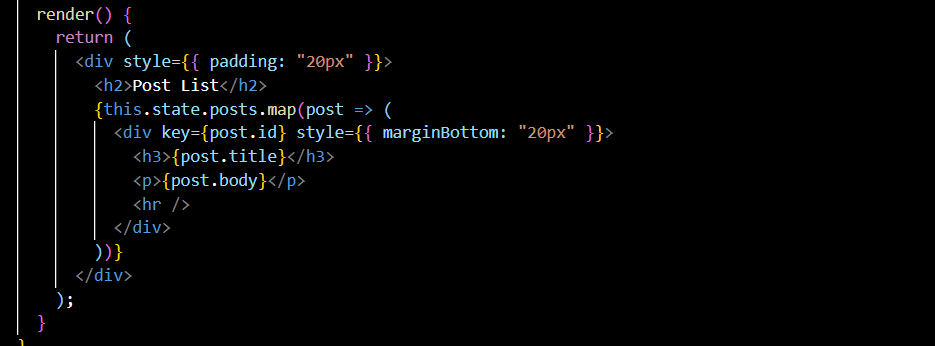 render() {
return (
<div style={{ padding: "20px" }}>
<h2>Post List</h2>
{this.state.posts.map(post => (
<div key={post.id} style={{ marginBottom: "20px" }}>
<h3>{post.title}</h3>
<p>{post.body}</p>
<hr />
</div>
))}
</div>
);
}
}